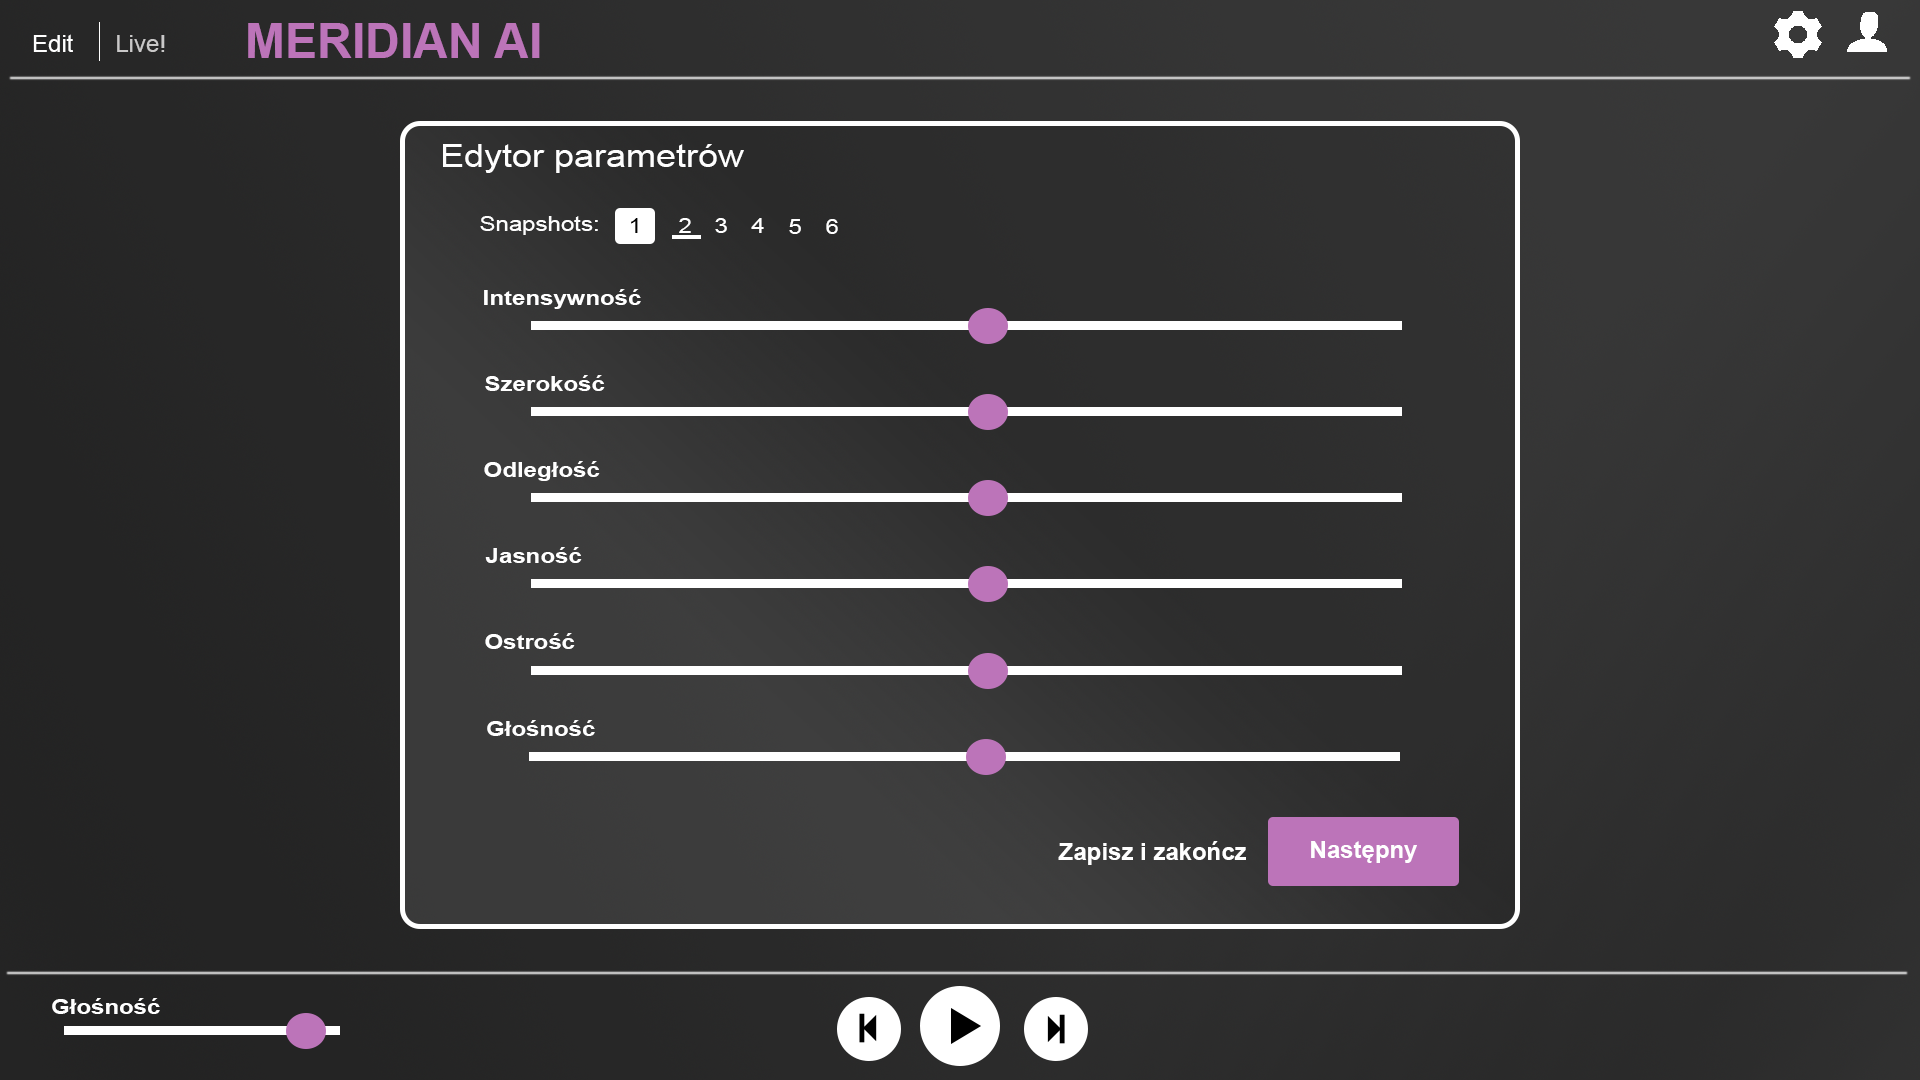 Edit Live! MERIDIAN AI
Edytor parametrów
Snapshots: 1 2 3 4 5 6
Intensywność
Szerokość
Odległość
Jasność
Ostrość
Głośność
Zapisz i zakończ Następny
Głośność